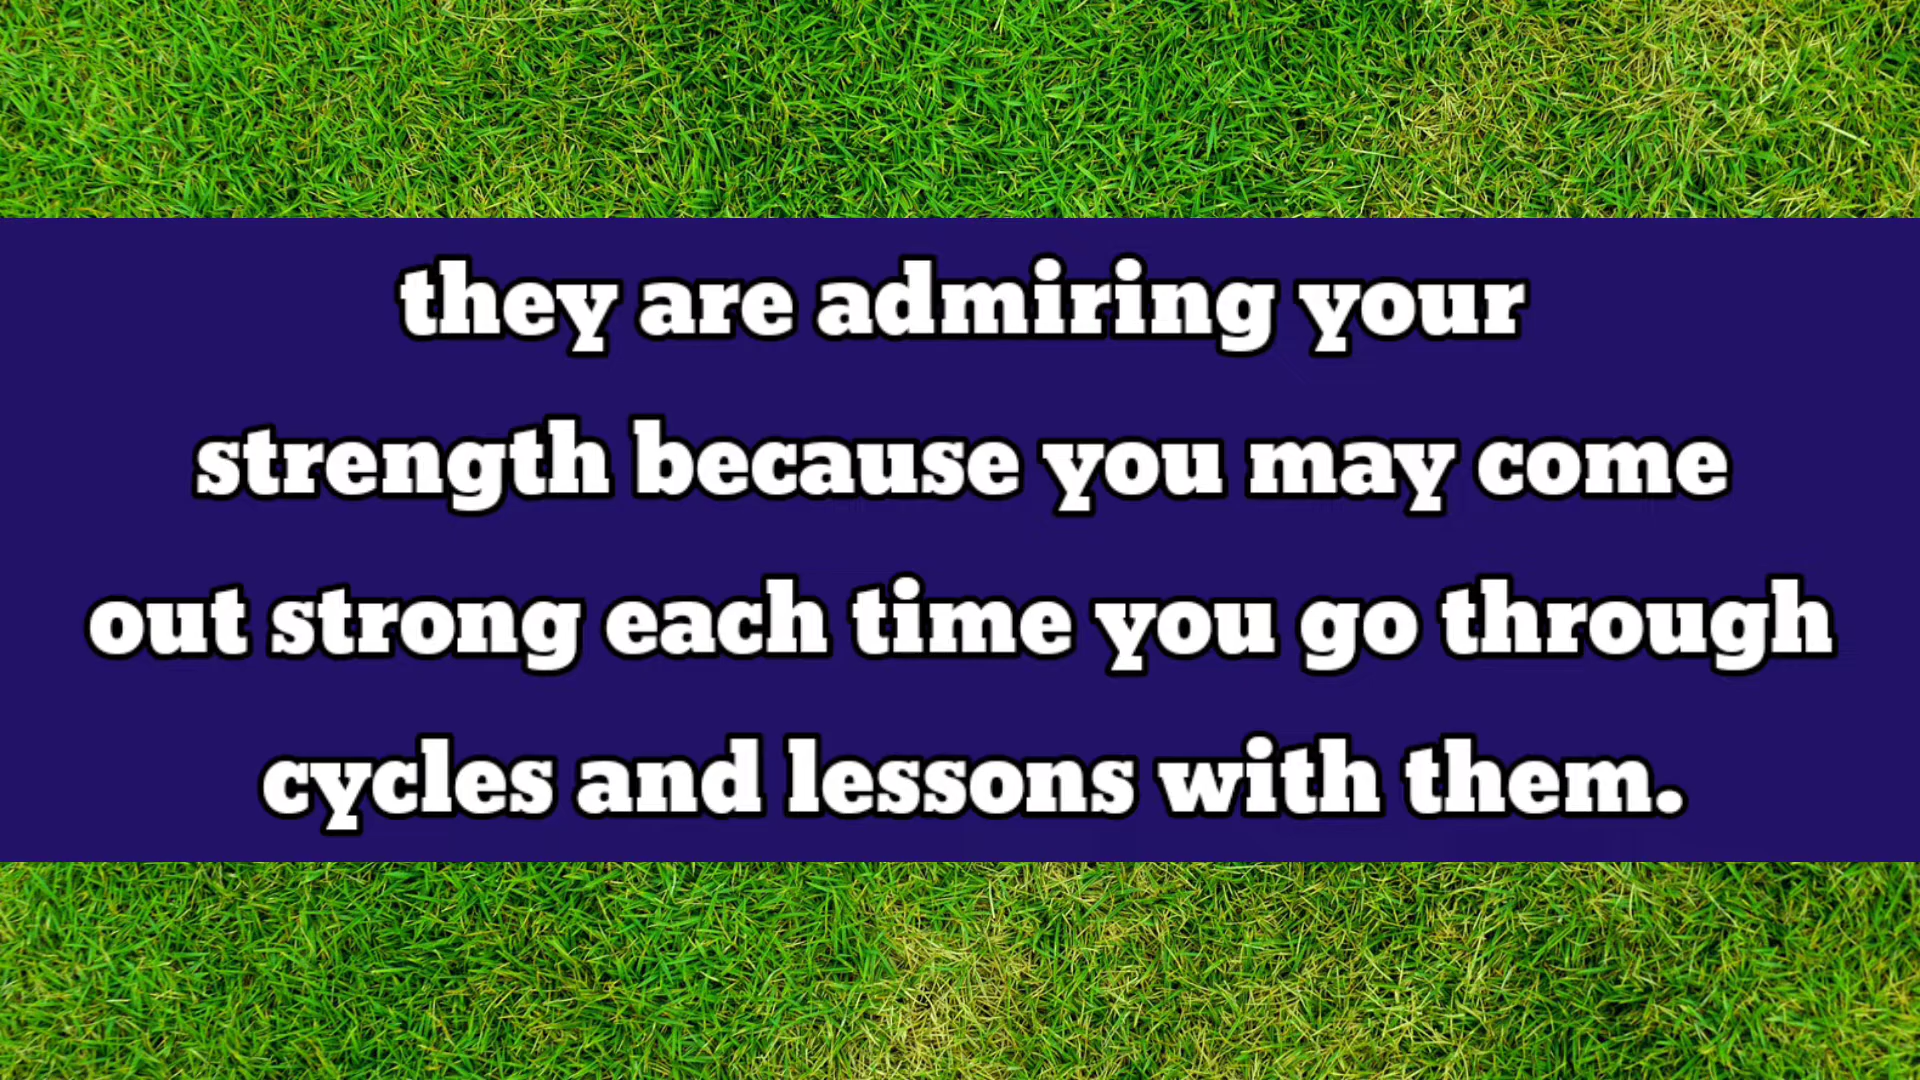 they are admiring your
strength because you may come
out strong each time you go through
cycles and lessons with them.